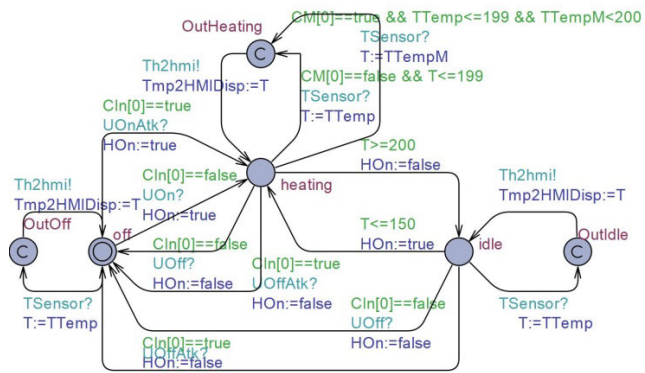 CM[0]==true && TTemp<=199 && TTempM<200
OutHeating
TSensor?
T:=TTempM
C
Th2hmi!
Tmp2HMIDisp:=T
CM[0]==false && T<=199
TSensor?
T:=TTemp
CIn[0]==true
UOnAtk?
HOn:=true
T>=200
HOn:=false
heating
CIn[0]==false
UOn?
HOn:=true
Th2hmi!
Tmp2HMIDisp:=T
OutOff
off
C
Th2hmi!
Tmp2HMIDisp:=T
T<=150
HOn:=true
idle
OutIdle
C
CIn[0]==false
UOff?
HOn:=false
CIn[0]==true
UOffAtk?
HOn:=false
TSensor?
T:=TTemp
CIn[0]==false
UOff?
HOn:=false
TSensor?
T:=TTemp
CIn[0]==true
UOffAtk?
HOn:=false